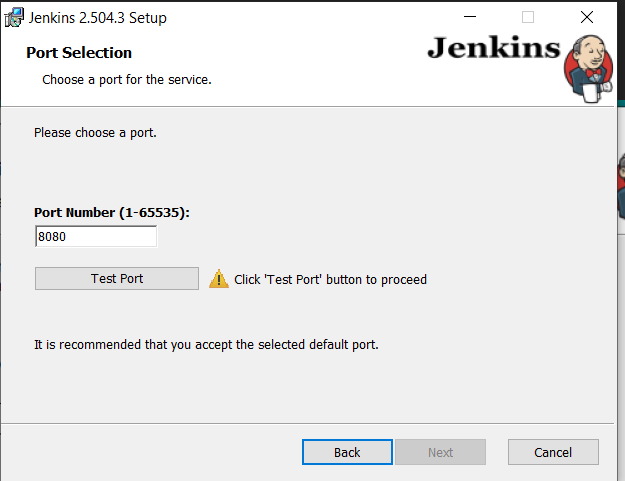 Jenkins 2.504.3 Setup
Port Selection
Jenkins
Choose a port for the service.
Please choose a port.
Port Number (1-65535):
8080
Test Port
Click 'Test Port' button to proceed
It is recommended that you accept the selected default port.
Back
Next
Cancel